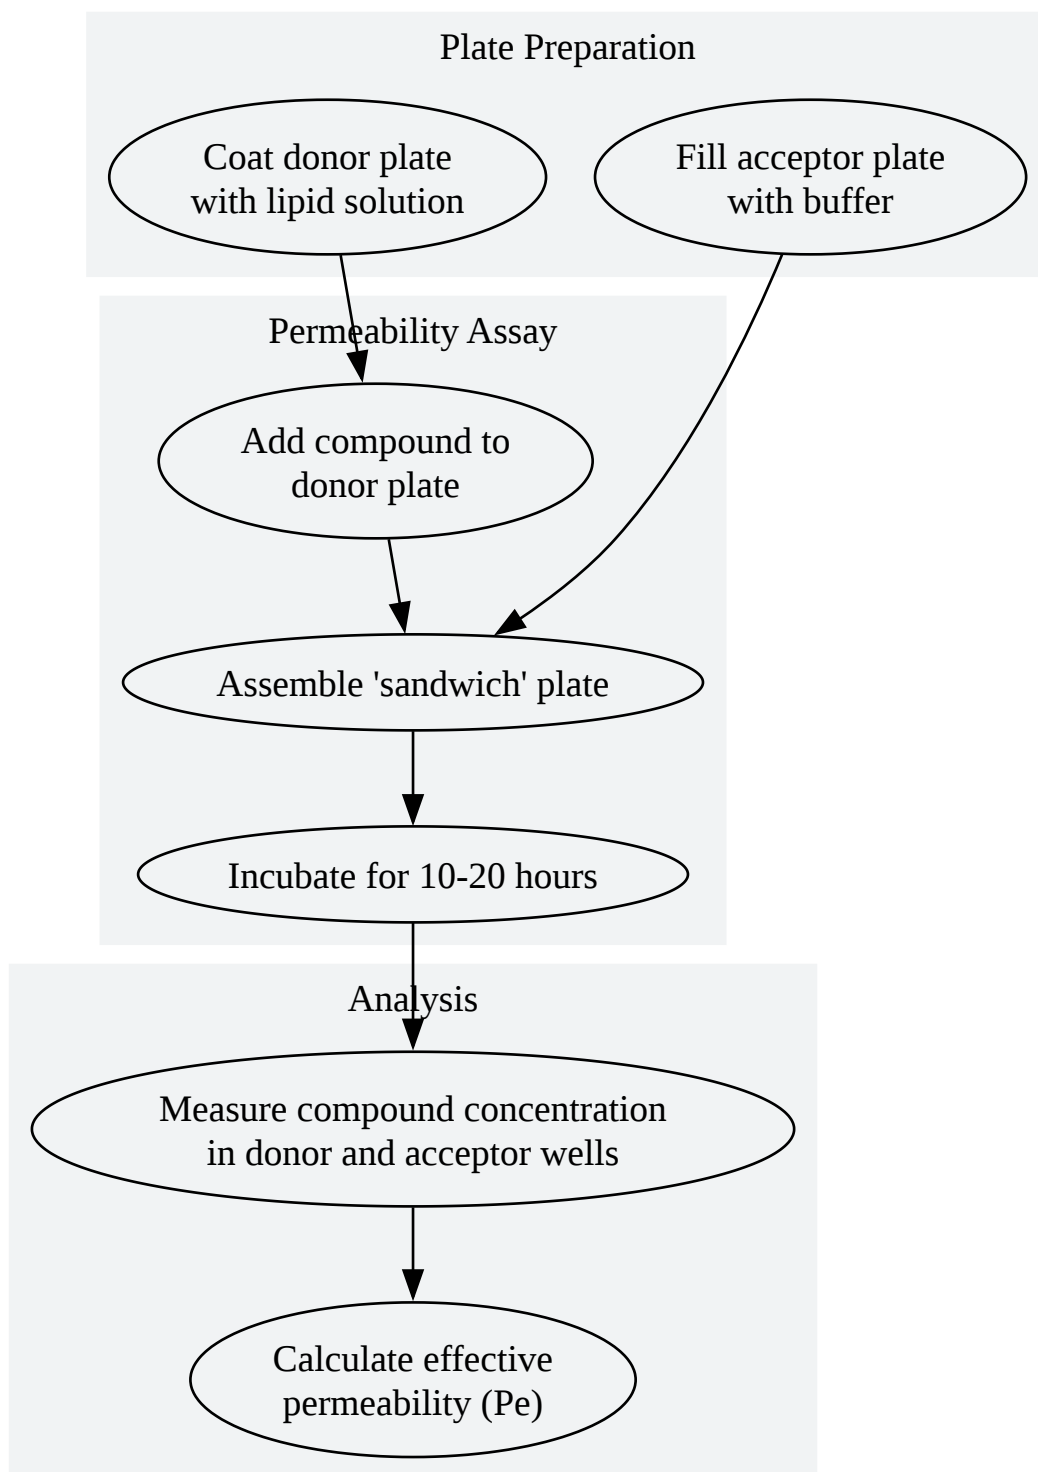 Plate Preparation
Coat donor plate
with lipid solution
Fill acceptor plate
with buffer
Permeability Assay
Add compound to
donor plate
Assemble 'sandwich' plate
Incubate for 10-20 hours
Analysis
Measure compound concentration
in donor and acceptor wells
Calculate effective
permeability (Pe)